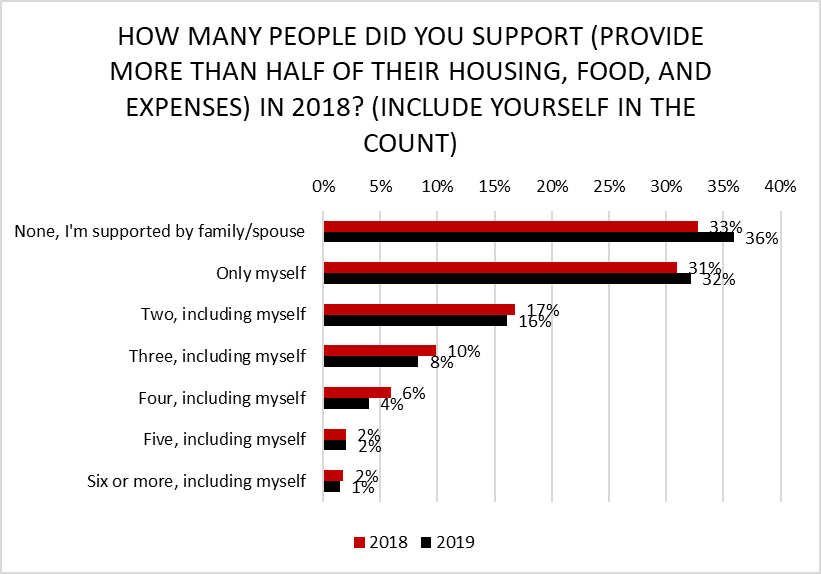 HOW MANY PEOPLE DID YOU SUPPORT (PROVIDE
MORE THAN HALF OF THEIR HOUSING, FOOD, AND
EXPENSES) IN 2018? (INCLUDE YOURSELF IN THE
COUNT)
0% 5% 10% 15% 20% 25% 30% 35% 40%
None, I'm supported by family/spouse
33%
36%
Only myself
31%
32%
Two, including myself
17%
16%
Three, including myself
10%
8%
Four, including myself
6%
4%
Five, including myself
2%
2%
Six or more, including myself
2%
1%
2018 2019